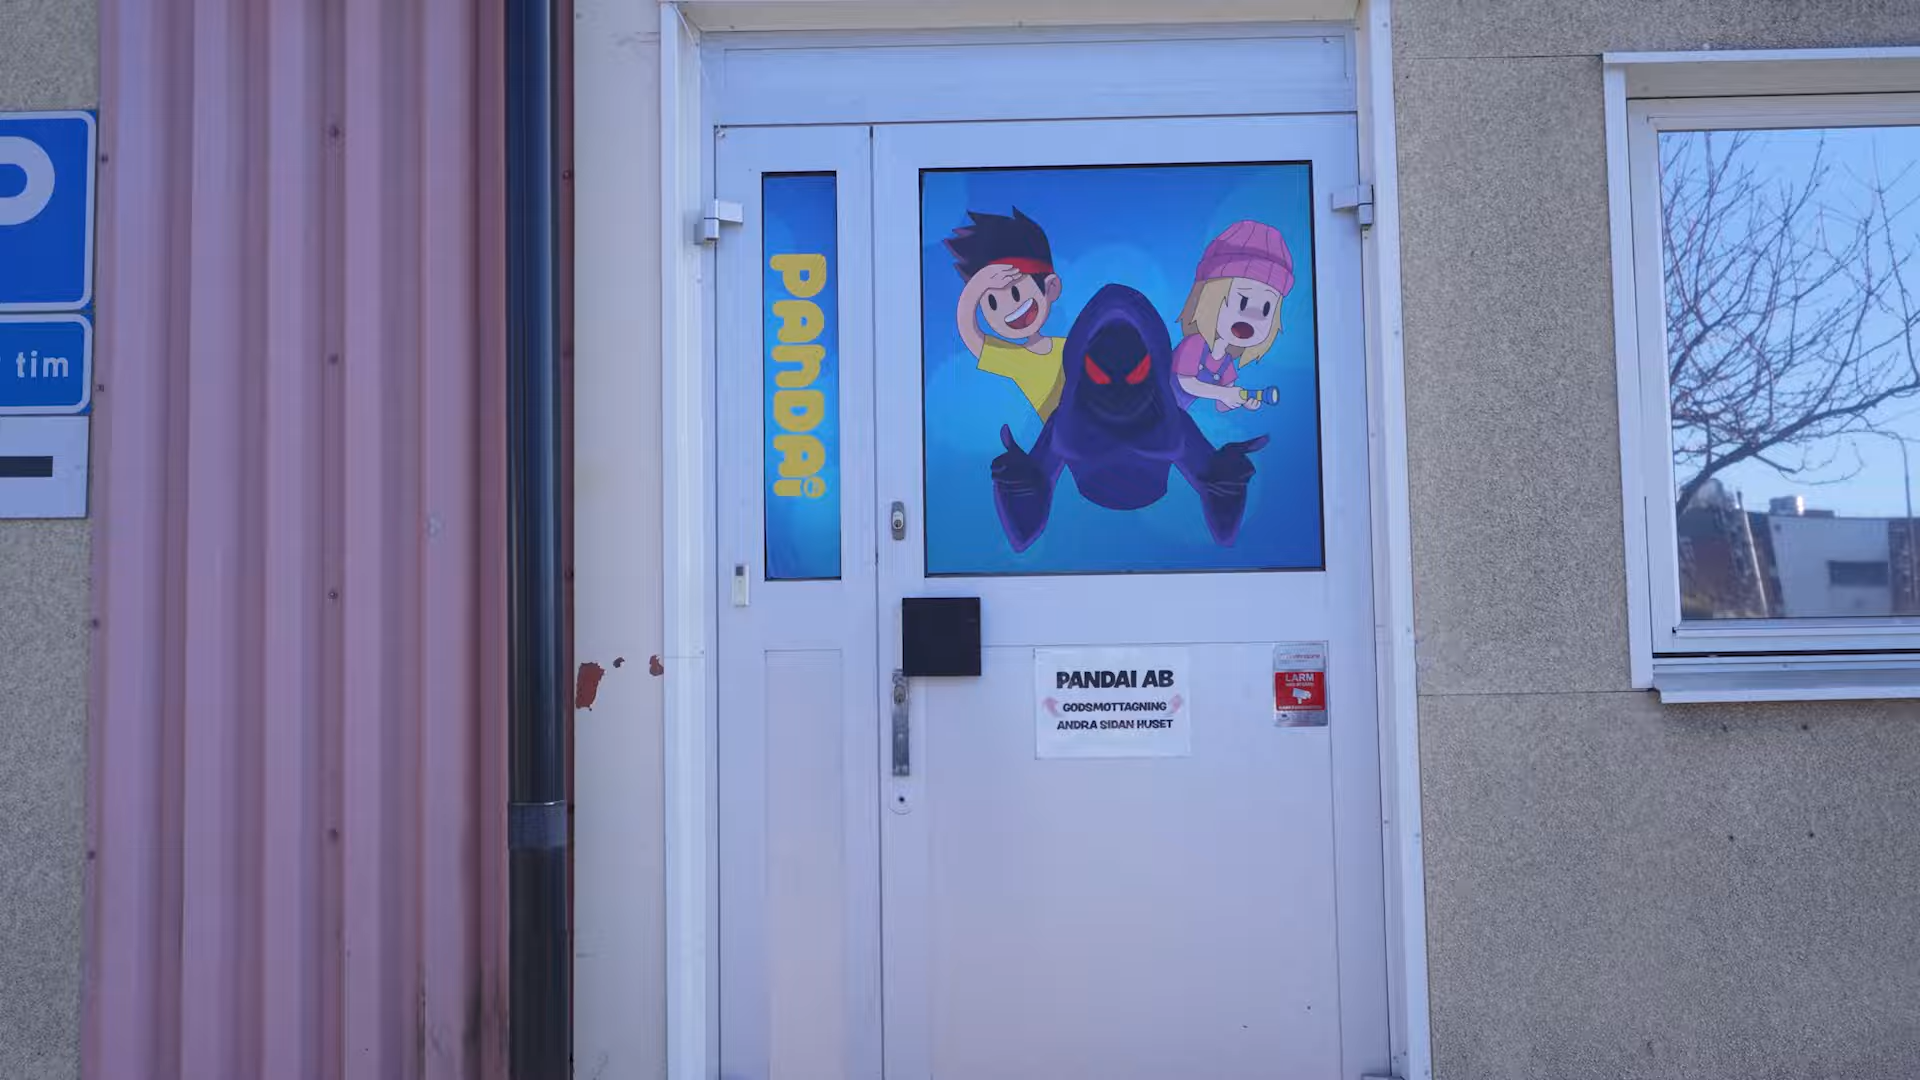 P
tim
PANDAi
PANDAI AB
GODSMOTTAGNING
ANDRA SIDAN HUSET
LARM